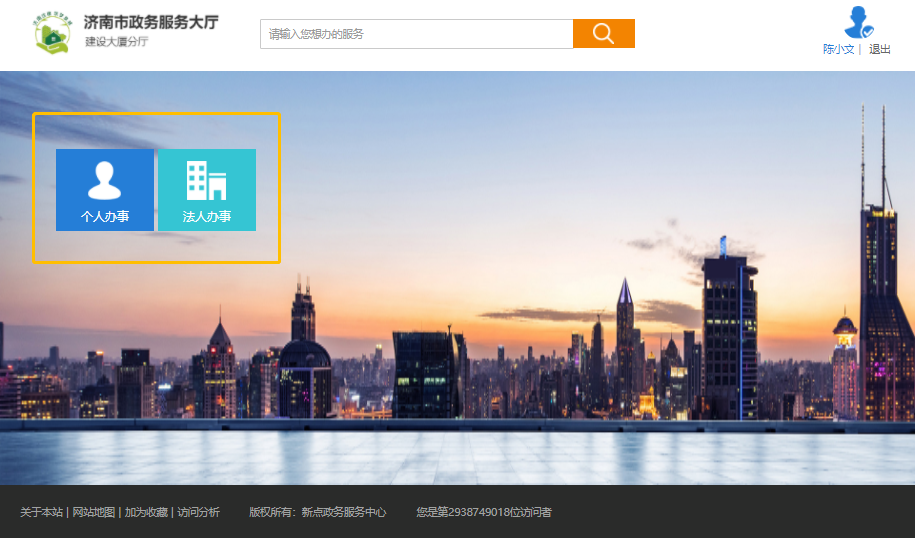 济南市政务服务大厅
建设大厦分厅
请输入您想办的服务
陈小文 | 退出
个人办事
法人办事
关于本站 | 网站地图 | 加为收藏 | 访问分析 版权所有：新点政务服务中心 您是第2938749018位访问者